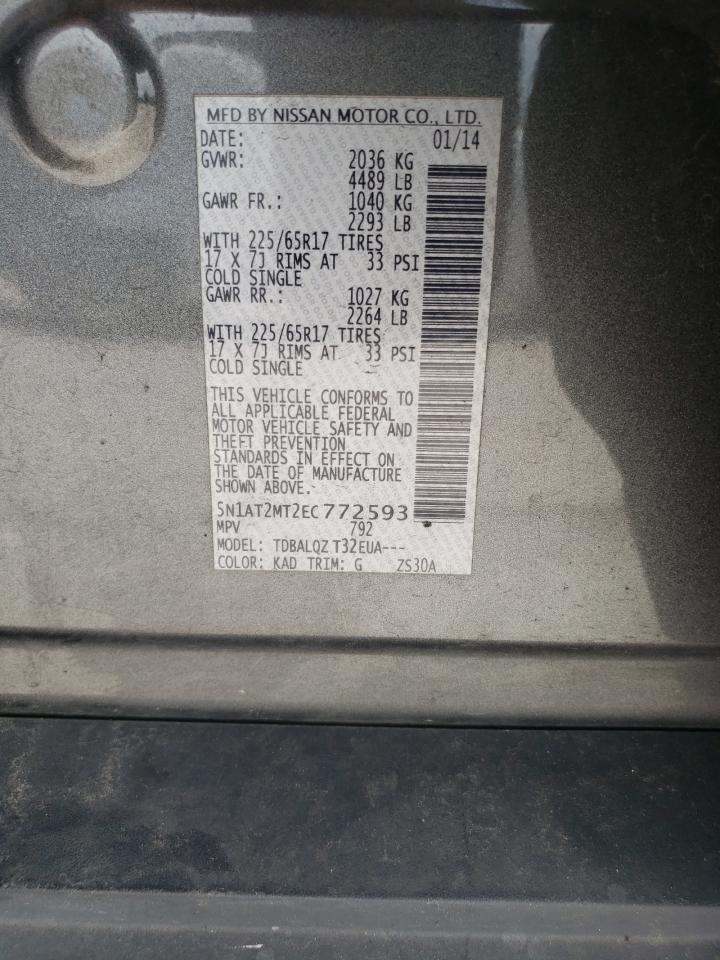 MFD BY NISSAN MOTOR CO., LTD.
DATE: 01/14
GVWR: 2036 KG
4489 LB
GAWR FR.: 1040 KG
2293 LB
WITH 225/65R17 TIRES
17 X 7J RIMS AT 33 PSI
COLD SINGLE
GAWR RR.: 1027 KG
2264 LB
WITH 225/65R17 TIRES
17 X 7J RIMS AT 33 PSI
COLD SINGLE
THIS VEHICLE CONFORMS TO
ALL APPLICABLE FEDERAL
MOTOR VEHICLE SAFETY AND
THEFT PREVENTION
STANDARDS IN EFFECT ON
THE DATE OF MANUFACTURE
SHOWN ABOVE.
5N1AT2MT2EC772593
MPV 792
MODEL: TDBALQZ T32EUA---
COLOR: KAD TRIM: G ZS30A